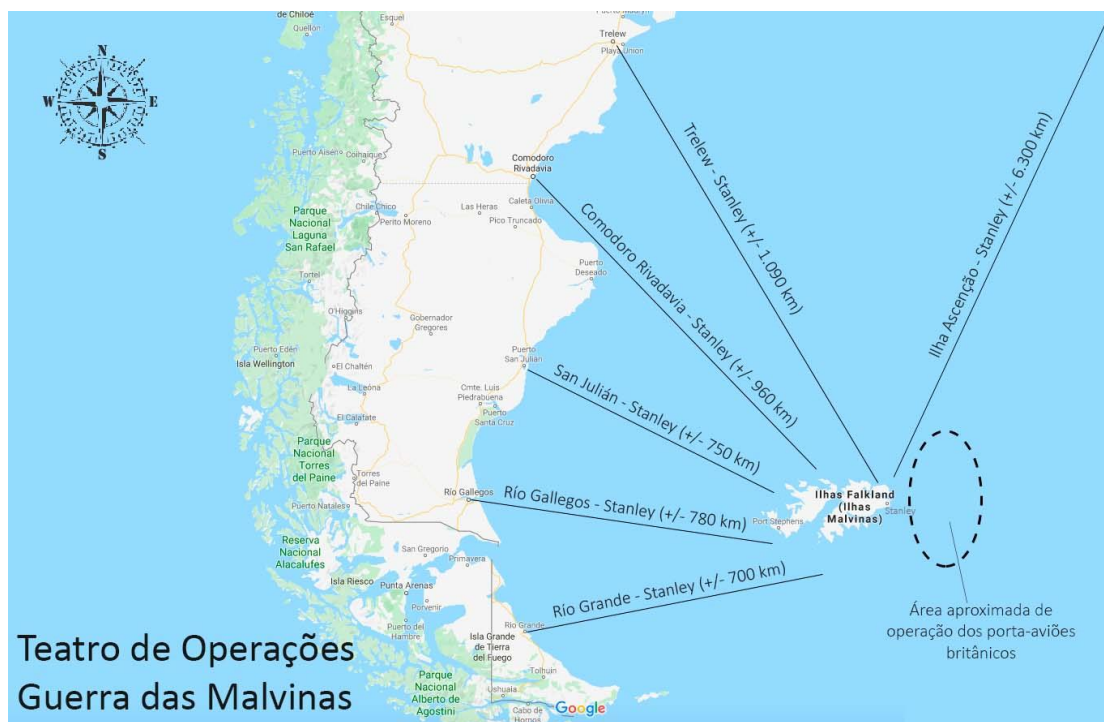 de Chiloé
Quellón
Esquel
Trelew
Playa Unión
N
W
E
S
Puerto Aisén
Coihaique
Comodoro
Rivadavia
Caleta Olivia
Las Heras
Pico Truncado
Chile Chico
Perito Moreno
Parque
Nacional
Laguna
San Rafael
Puerto
Deseado
Tortel
O'Higgins
Gobernador
Gregores
Puerto Edén
Isla Wellington
El Chaltén
Puerto
San Julián
La Leona
Cmte. Luis
Piedrabuena
Puerto
Santa Cruz
El Calafate
Parque
Nacional
Torres
del Paine
Torres
del Paine
Puerto Natales
Río Gallegos
Reserva
Nacional
Alacalufes
San Gregorio
Primavera
Isla Riesco
Punta Arenas
Porvenir
Puerto del
Hambre
Isla Grande
de Tierra
del Fuego
Río Grande
Tolhuin
Parque
Nacional
Alberto de
Agostini
Ushuaia
Cabo de
Hornos
Google
Trelew - Stanley (+/- 1.090 km)
Comodoro Rivadavia - Stanley (+/- 960 km)
San Julián - Stanley (+/- 750 km)
Río Gallegos - Stanley (+/- 780 km)
Río Grande - Stanley (+/- 700 km)
Ilha Ascenção - Stanley (+/- 6.300 km)
Ilhas Falkland
(Ilhas
Malvinas)
Stanley
Port Stephens
Área aproximada de
operação dos porta-aviões
britânicos
Teatro de Operações
Guerra das Malvinas